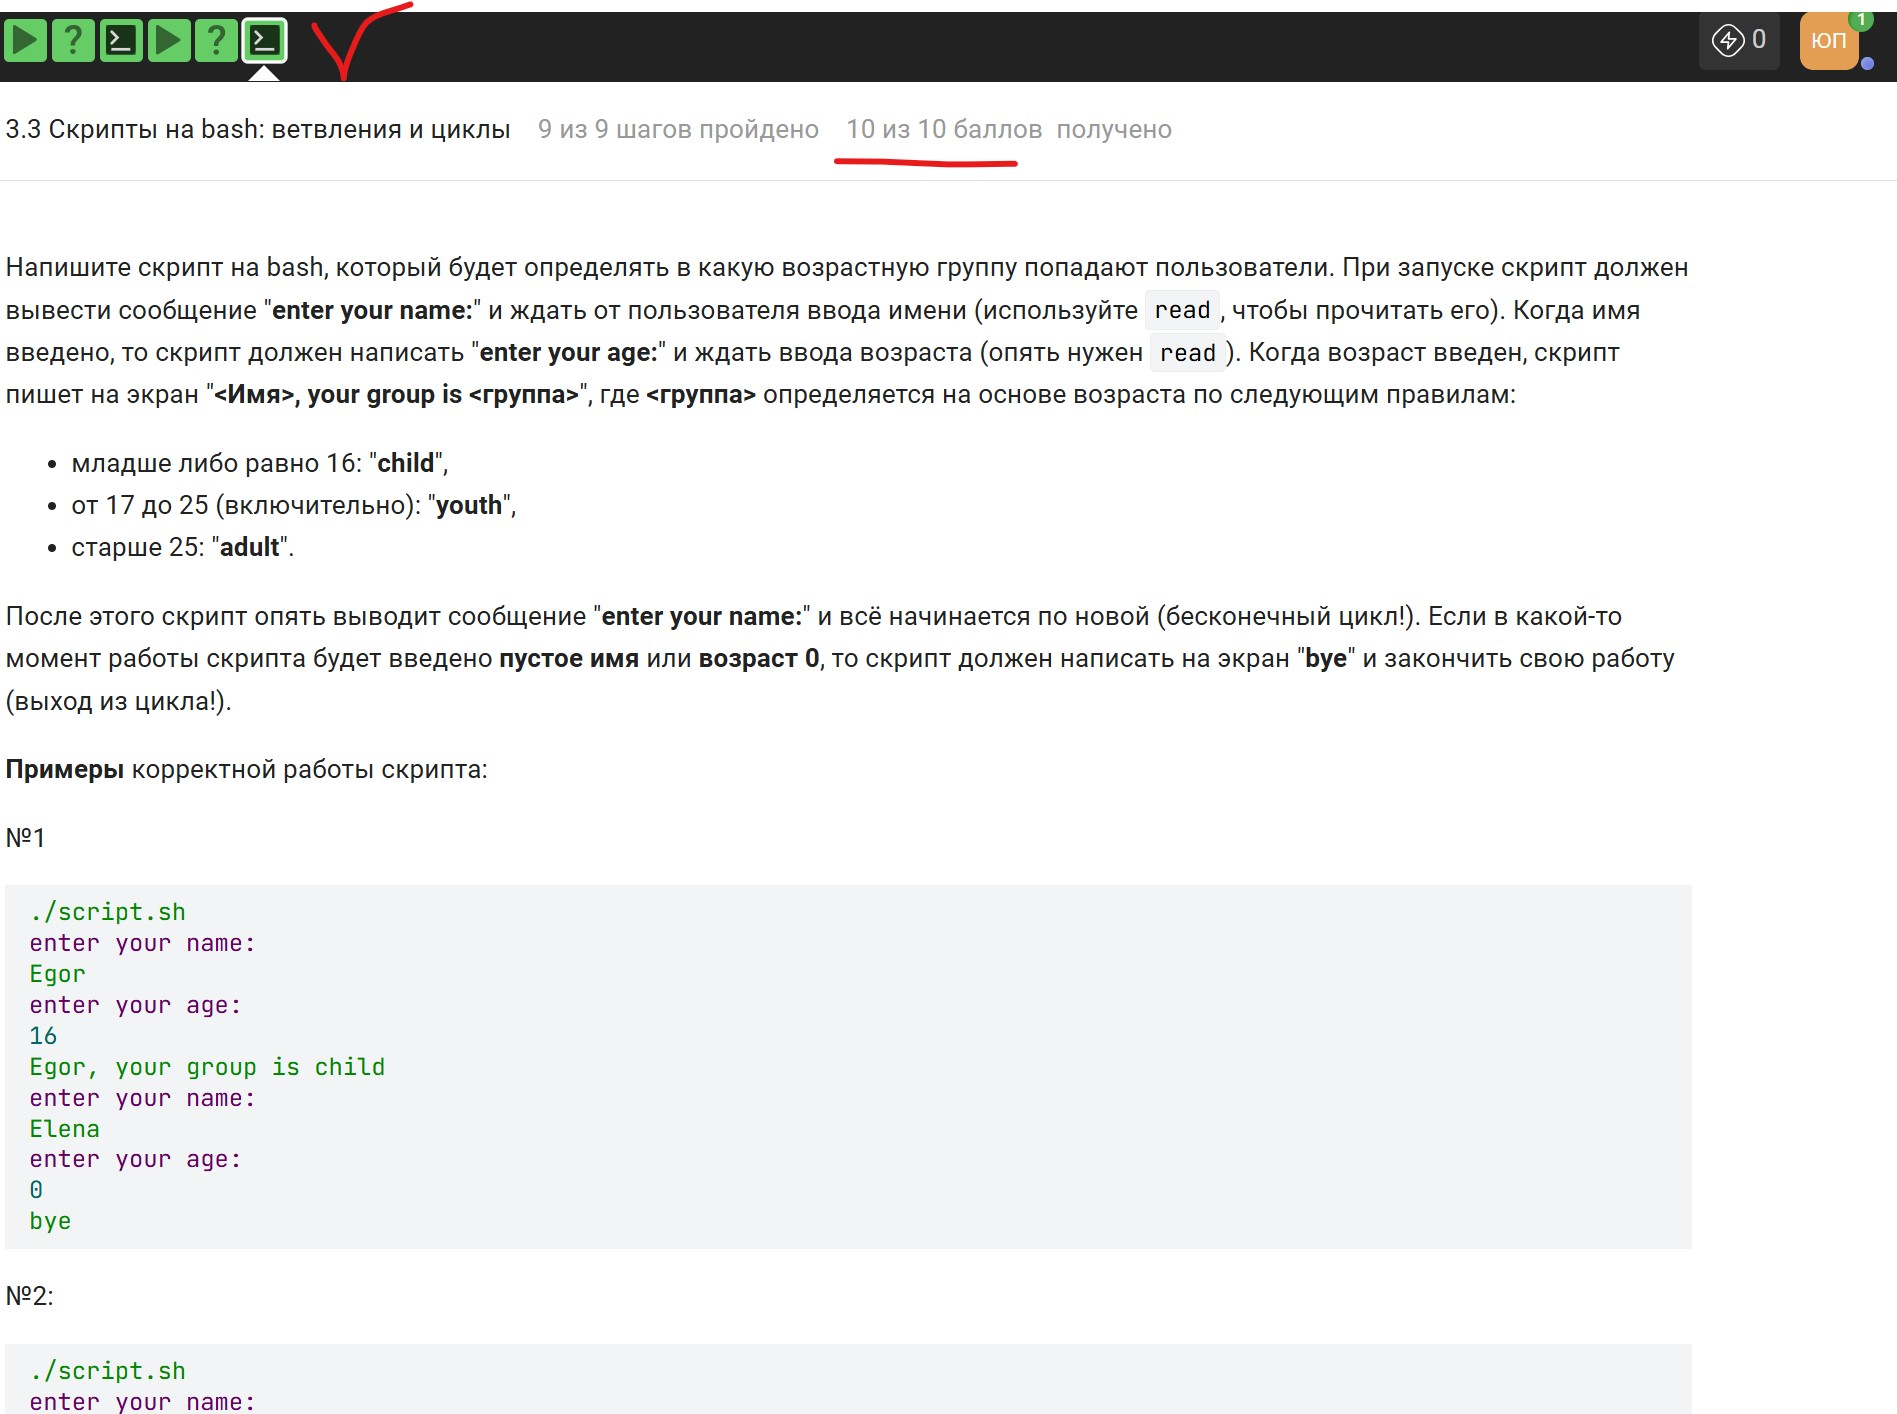 0
ЮП
1
3.3 Скрипты на bash: ветвления и циклы 9 из 9 шагов пройдено 10 из 10 баллов получено
Напишите скрипт на bash, который будет определять в какую возрастную группу попадают пользователи. При запуске скрипт должен
вывести сообщение "enter your name:" и ждать от пользователя ввода имени (используйте read, чтобы прочитать его). Когда имя
введено, то скрипт должен написать "enter your age:" и ждать ввода возраста (опять нужен read). Когда возраст введен, скрипт
пишет на экран "<Имя>, your group is <группа>", где <группа> определяется на основе возраста по следующим правилам:
• младше либо равно 16: "child",
• от 17 до 25 (включительно): "youth",
• старше 25: "adult".
После этого скрипт опять выводит сообщение "enter your name:" и всё начинается по новой (бесконечный цикл!). Если в какой-то
момент работы скрипта будет введено пустое имя или возраст 0, то скрипт должен написать на экран "bye" и закончить свою работу
(выход из цикла!).
Примеры корректной работы скрипта:
№1
./script.sh
enter your name:
Egor
enter your age:
16
Egor, your group is child
enter your name:
Elena
enter your age:
0
bye
№2:
./script.sh
enter your name: